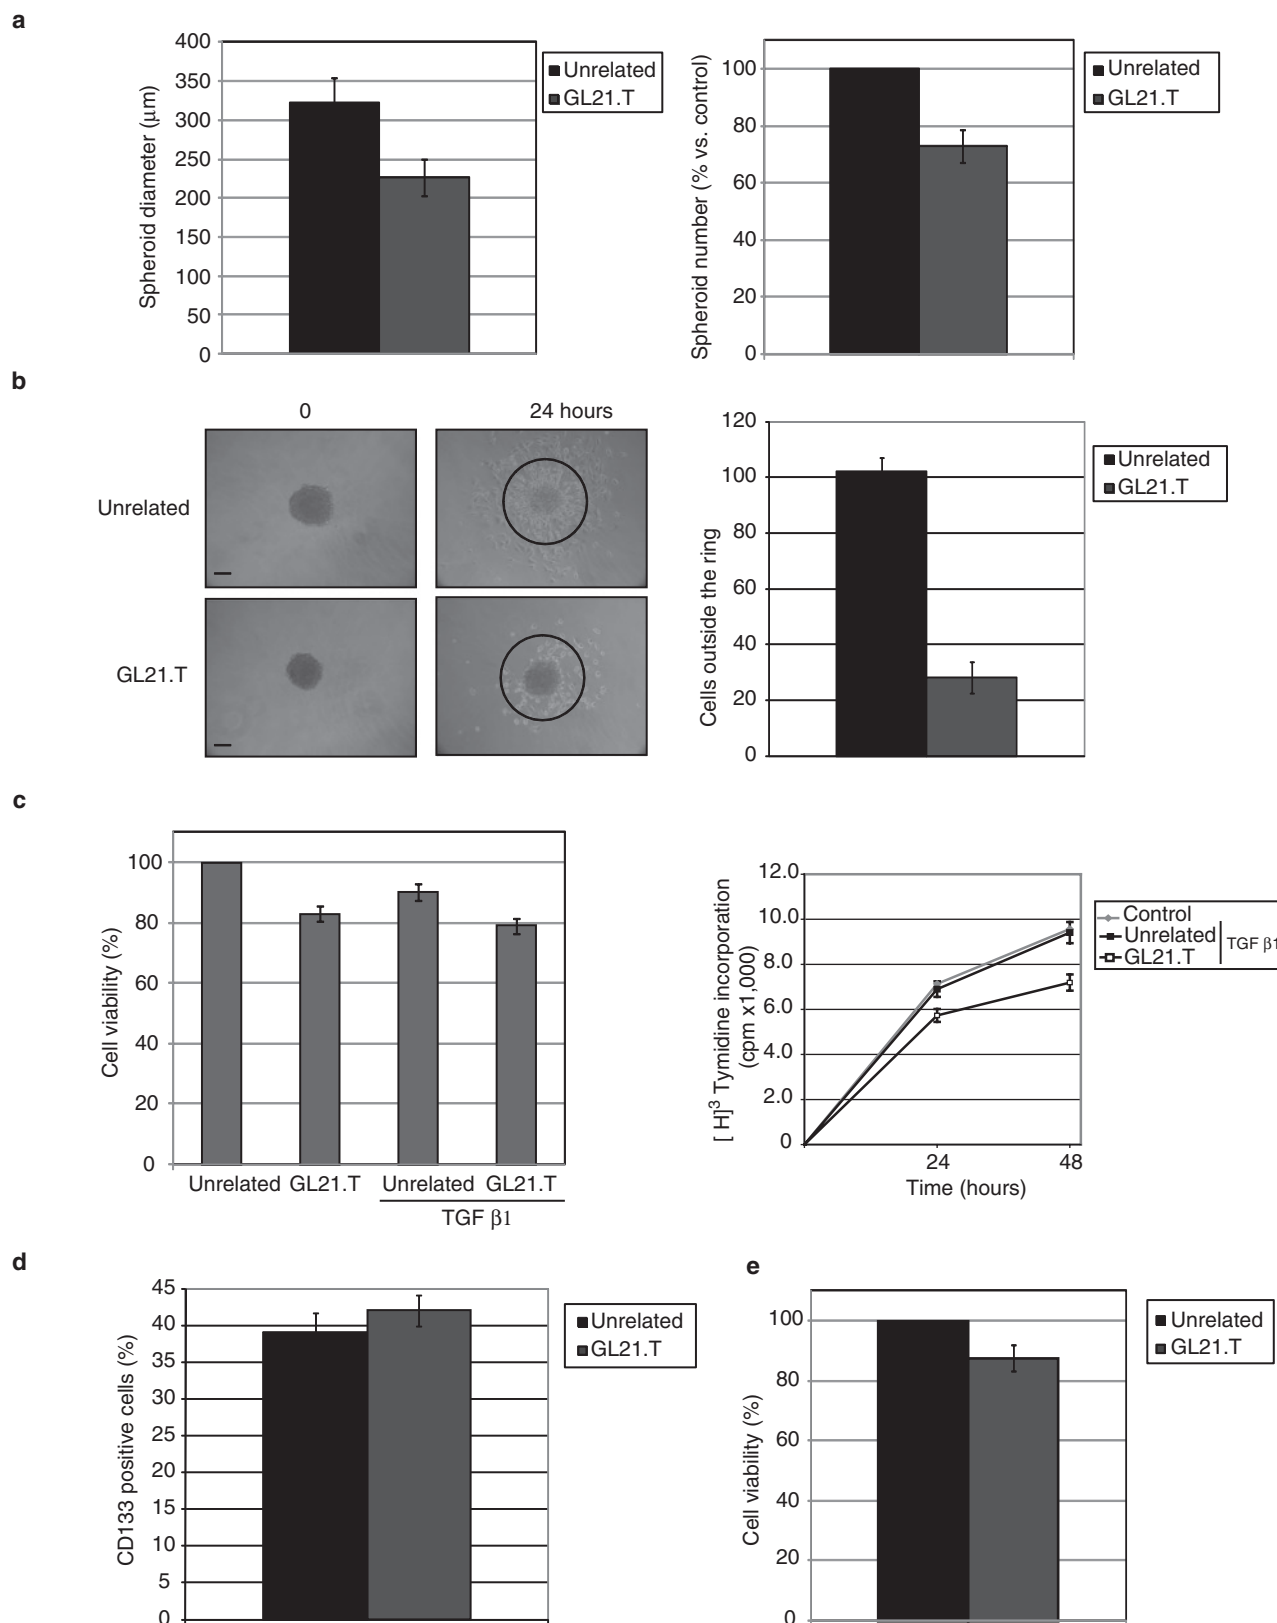 a
400
350
300
250
200
150
100
50
0
Spheroid diameter (µm)
Unrelated
GL21.T
100
80
60
40
20
0
Spheroid number (% vs. control)
Unrelated
GL21.T
b
0
24 hours
Unrelated
GL21.T
120
100
80
60
40
20
0
Cells outside the ring
Unrelated
GL21.T
c
100
80
60
40
20
0
Cell viability (%)
Unrelated GL21.T Unrelated GL21.T
TGF β1
12.0
10.0
8.0
6.0
4.0
2.0
0
[ H]³ Tymidine incorporation
(cpm x1,000)
24 48
Time (hours)
Control
Unrelated
GL21.T
TGF β1
d
45
40
35
30
25
20
15
10
5
0
CD133 positive cells (%)
Unrelated
GL21.T
e
100
80
60
40
20
0
Cell viability (%)
Unrelated
GL21.T